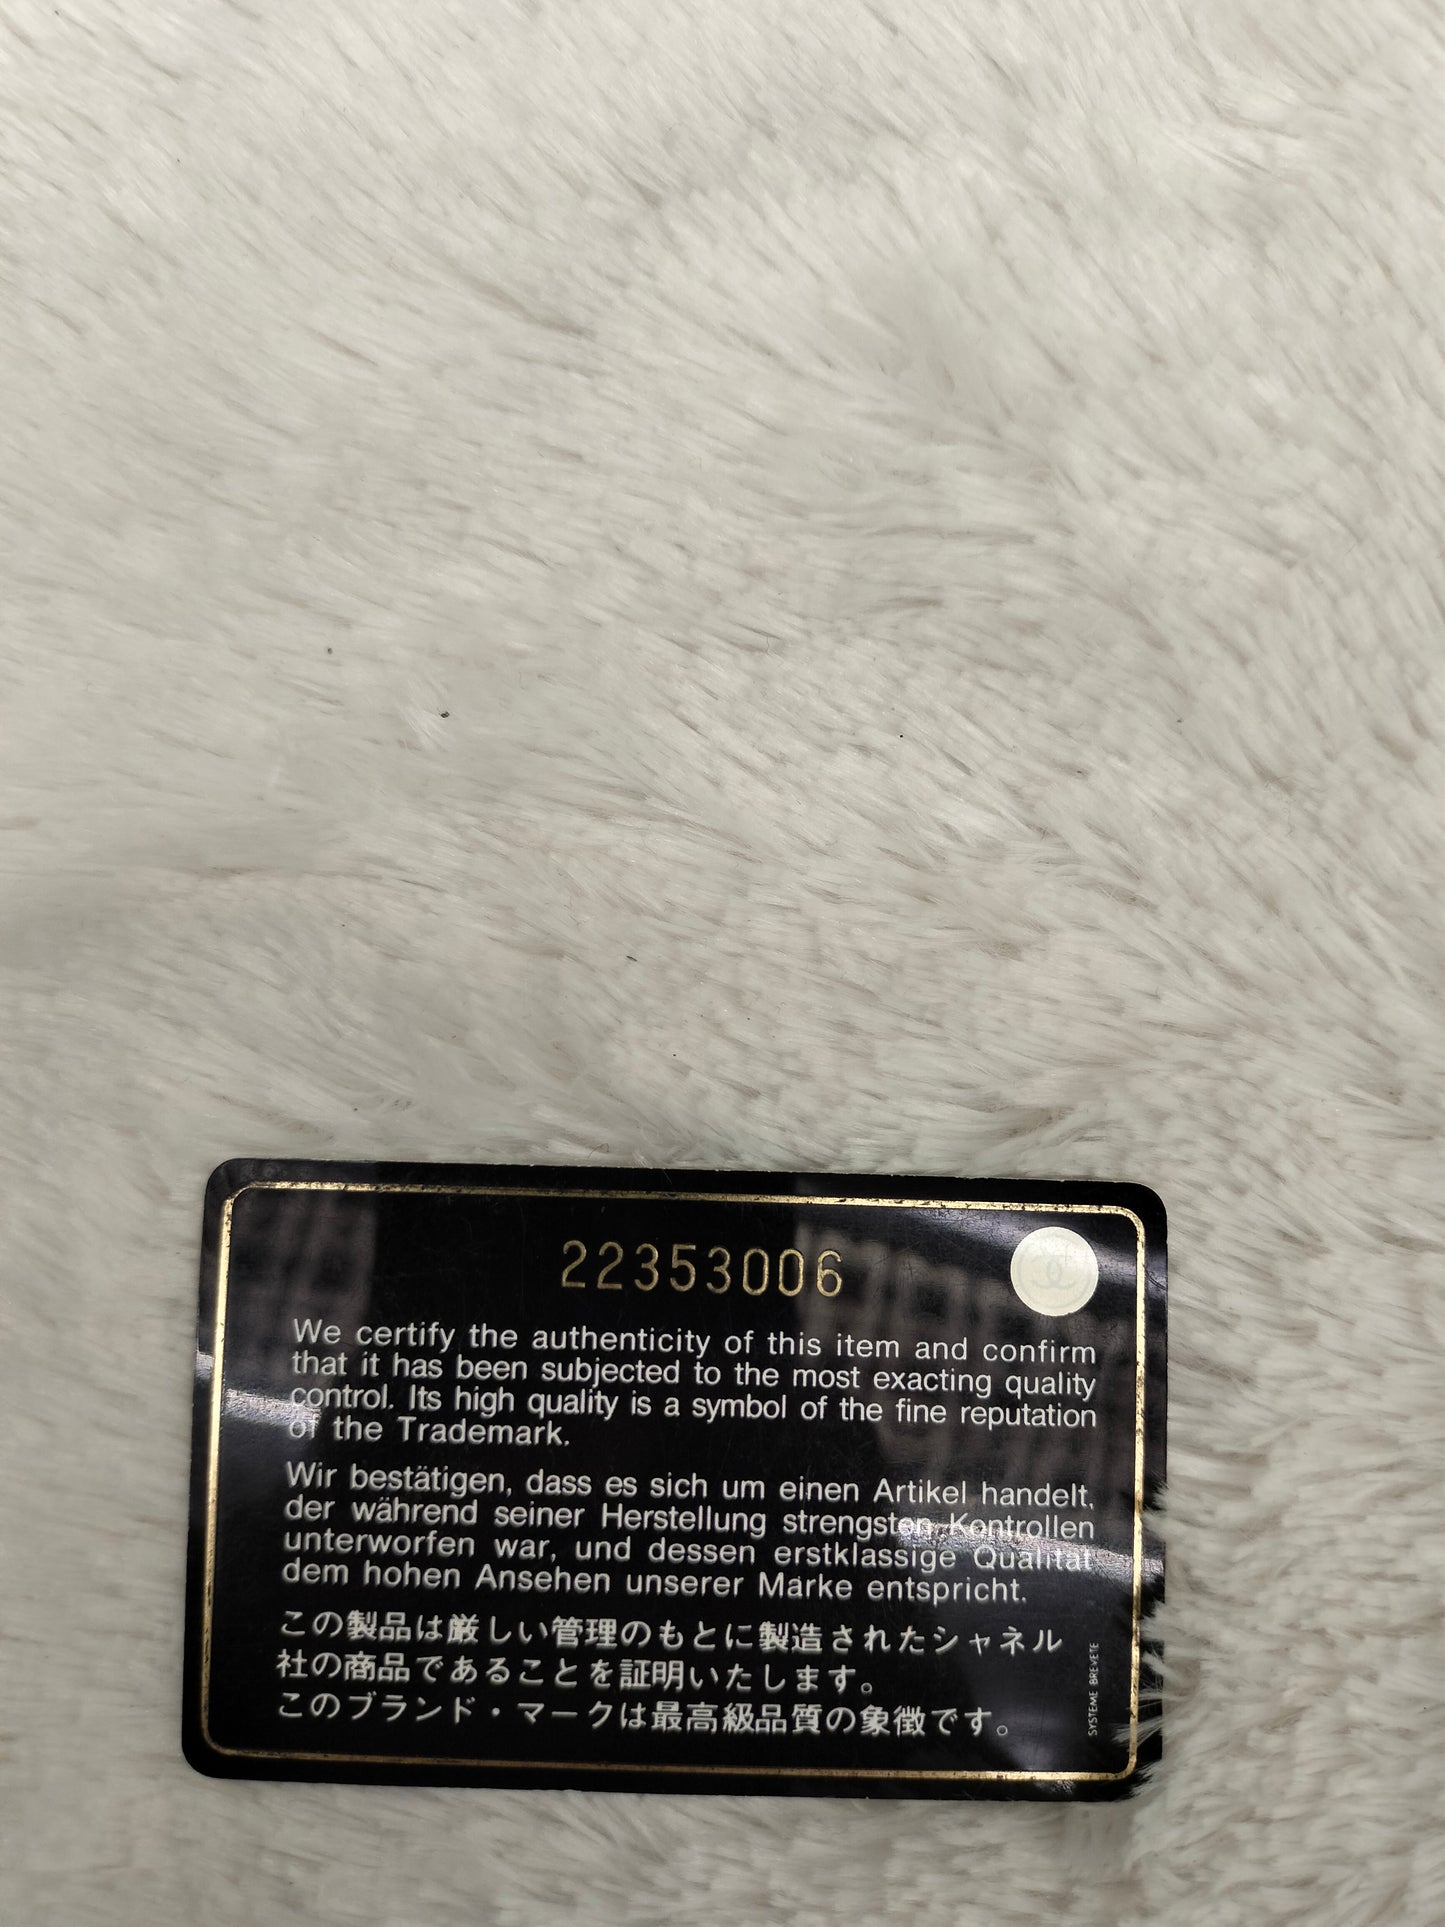 22353006
We certify the authenticity of this item and confirm
that it has been subjected to the most exacting quality
control. Its high quality is a symbol of the fine reputation
of the Trademark.
Wir bestätigen, dass es sich um einen Artikel handelt,
der während seiner Herstellung strengsten Kontrollen
unterworfen war, und dessen erstklassige Qualität
dem hohen Ansehen unserer Marke entspricht.
この製品は厳しい管理のもとに製造されたシャネル
社の商品であることを証明いたします。
このブランド・マークは最高級品質の象徴です。
SYSTEME BREVETE